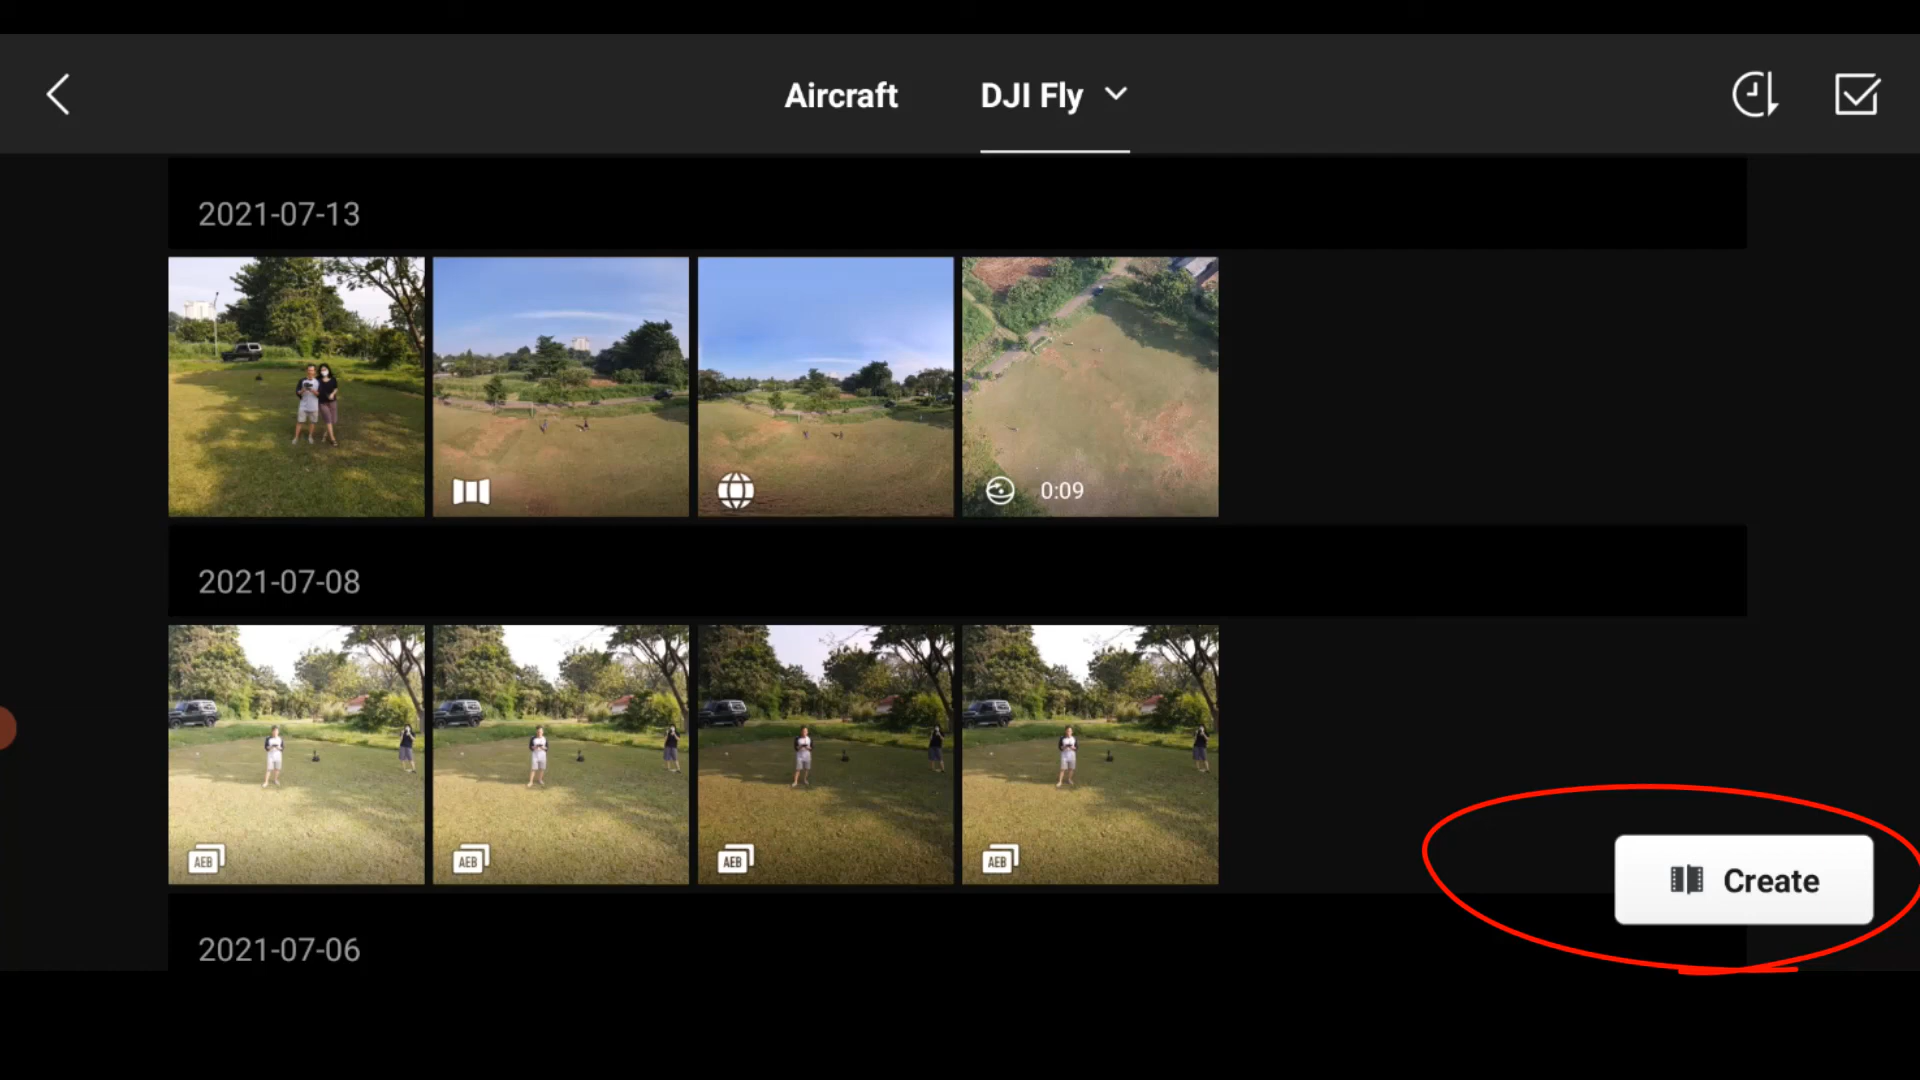 Aircraft DJI Fly
2021-07-13
0:09
2021-07-08
AEB AEB AEB AEB
Create
2021-07-06